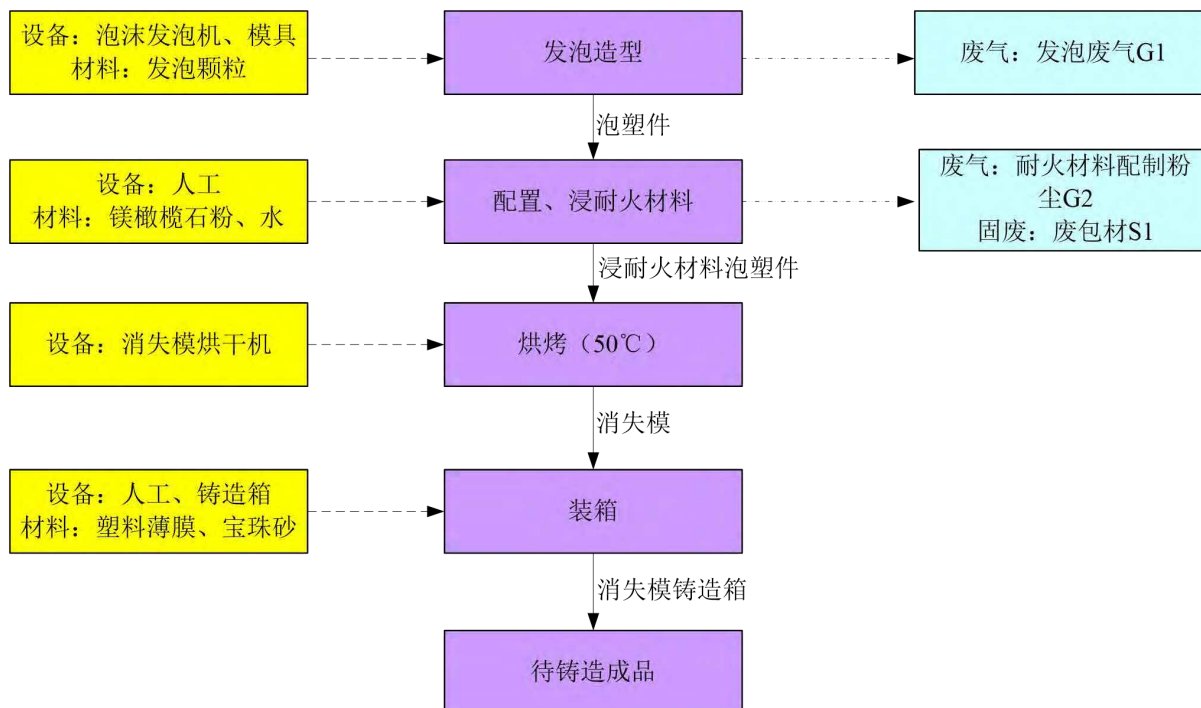 设备：泡沫发泡机、模具
材料：发泡颗粒
发泡造型
废气：发泡废气G1
泡塑件
设备：人工
材料：镁橄榄石粉、水
配置、浸耐火材料
废气：耐火材料配制粉
尘G2
固废：废包材S1
浸耐火材料泡塑件
设备：消失模烘干机
烘烤（50℃）
消失模
设备：人工、铸造箱
材料：塑料薄膜、宝珠砂
装箱
消失模铸造箱
待铸造成品